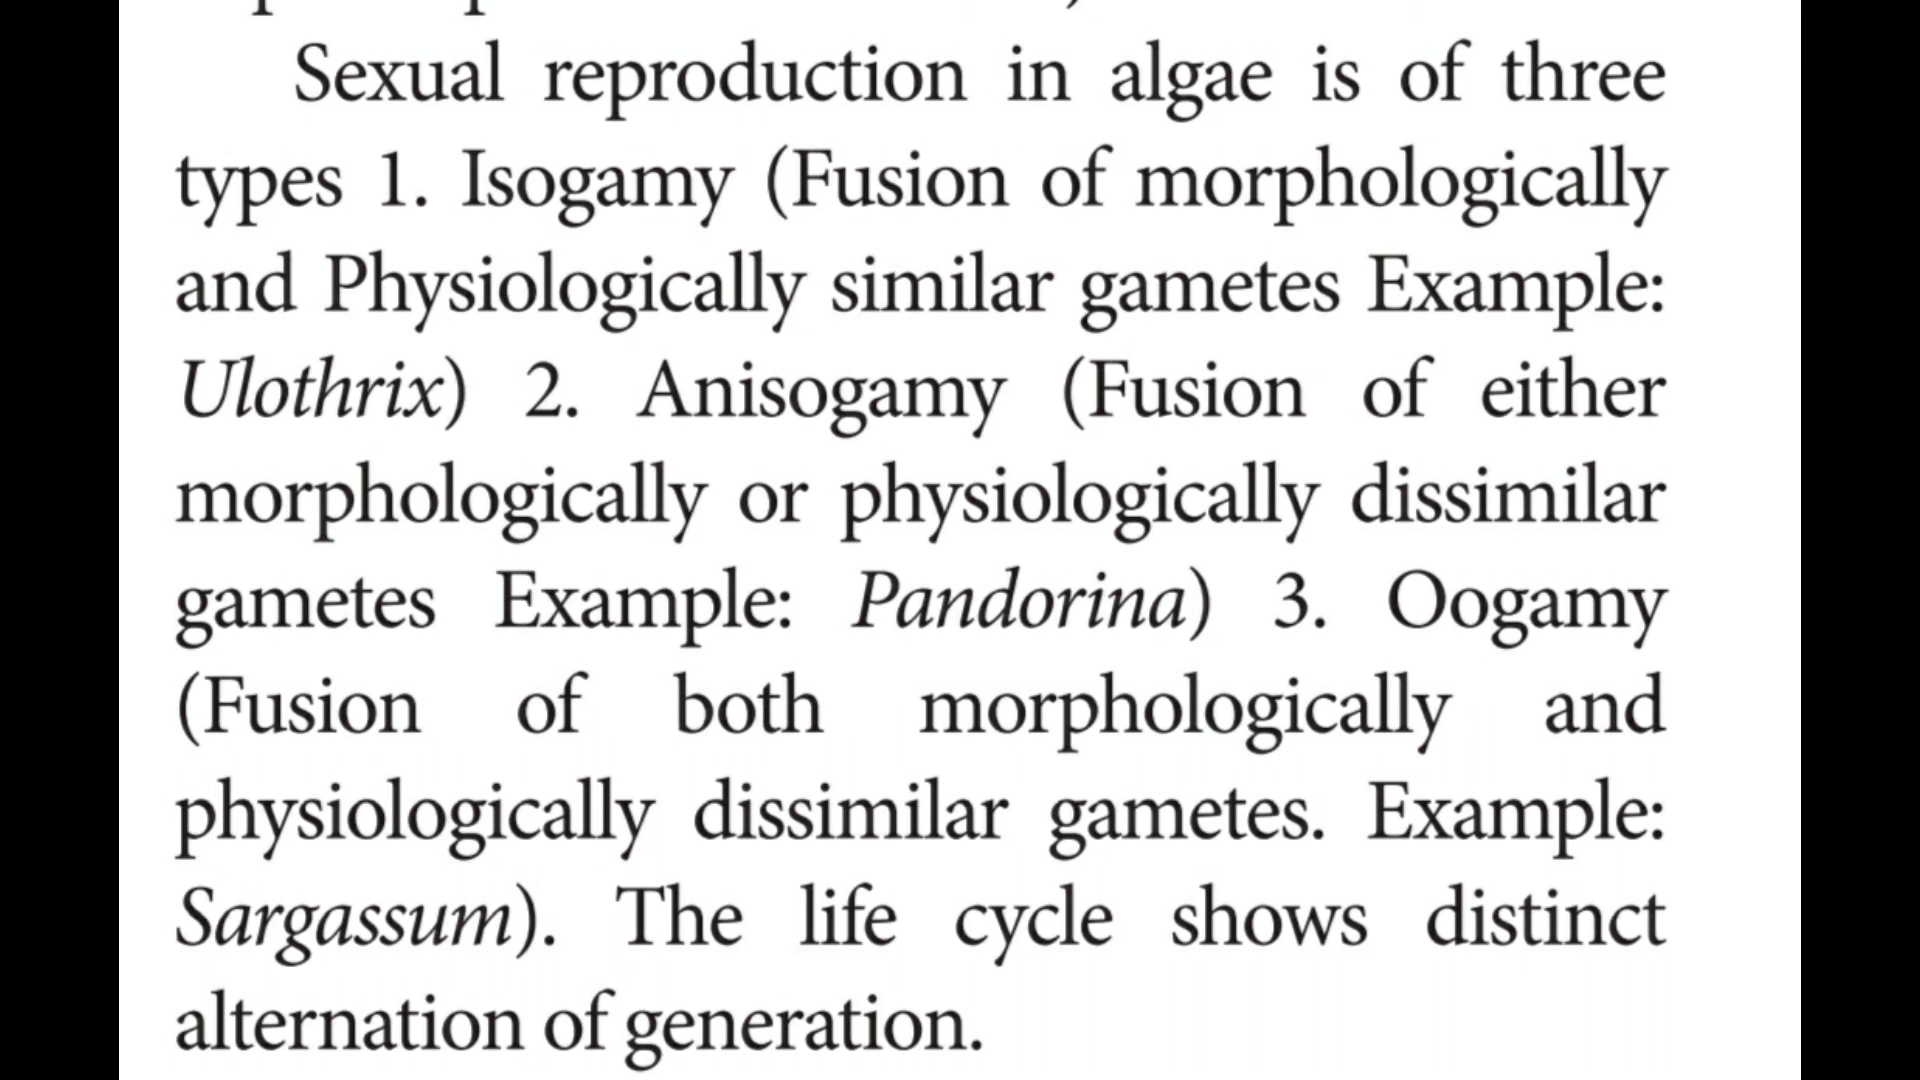 Sexual reproduction in algae is of three
types 1. Isogamy (Fusion of morphologically
and Physiologically similar gametes Example:
Ulothrix) 2. Anisogamy (Fusion of either
morphologically or physiologically dissimilar
gametes Example: Pandorina) 3. Oogamy
(Fusion of both morphologically and
physiologically dissimilar gametes. Example:
Sargassum). The life cycle shows distinct
alternation of generation.